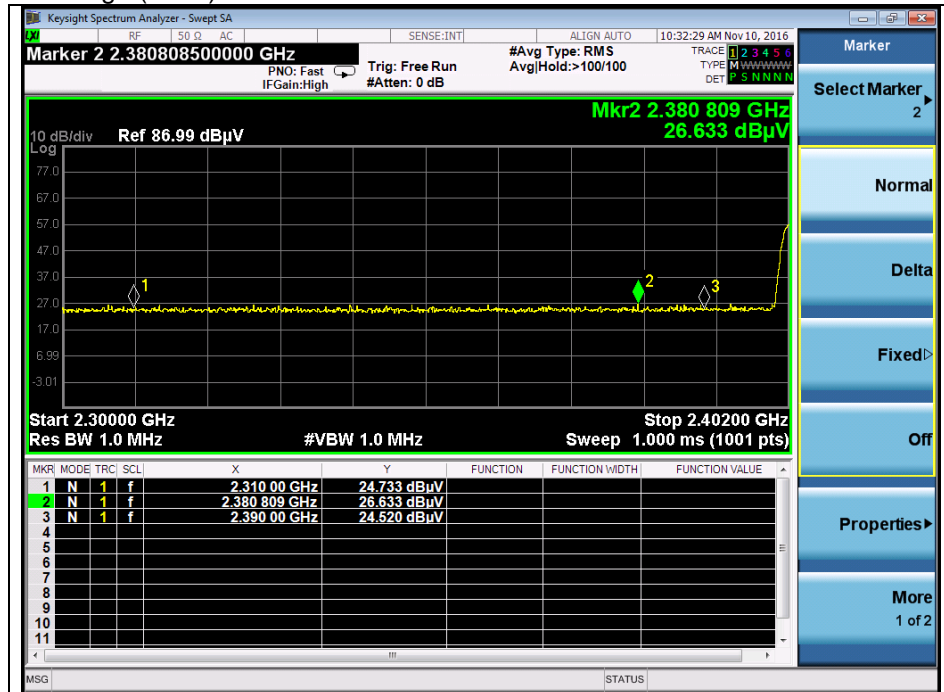 Keysight Spectrum Analyzer - Swept SA
LXI RF 50 Ω AC SENSE:INT ALIGN AUTO 10:32:29 AM Nov 10, 2016
Marker 2 2.380808500000 GHz
PNO: Fast
IFGain:High
Trig: Free Run
#Atten: 0 dB
#Avg Type: RMS
Avg|Hold:>100/100
TRACE 1 2 3 4 5 6
TYPE M W W W W W
DET P S N N N N
Mkr2 2.380 809 GHz
26.633 dBµV
10 dB/div Ref 86.99 dBµV
Log
77.0
67.0
57.0
47.0
37.0
27.0
17.0
6.99
-3.01
1
2
3
Start 2.30000 GHz Stop 2.40200 GHz
Res BW 1.0 MHz #VBW 1.0 MHz Sweep 1.000 ms (1001 pts)
MKR MODE TRC SCL X Y FUNCTION FUNCTION WIDTH FUNCTION VALUE
1 N 1 f 2.310 00 GHz 24.733 dBµV
2 N 1 f 2.380 809 GHz 26.633 dBµV
3 N 1 f 2.390 00 GHz 24.520 dBµV
4
5
6
7
8
9
10
11
MSG STATUS
Marker
Select Marker
2
Normal
Delta
Fixed
Off
Properties
More
1 of 2